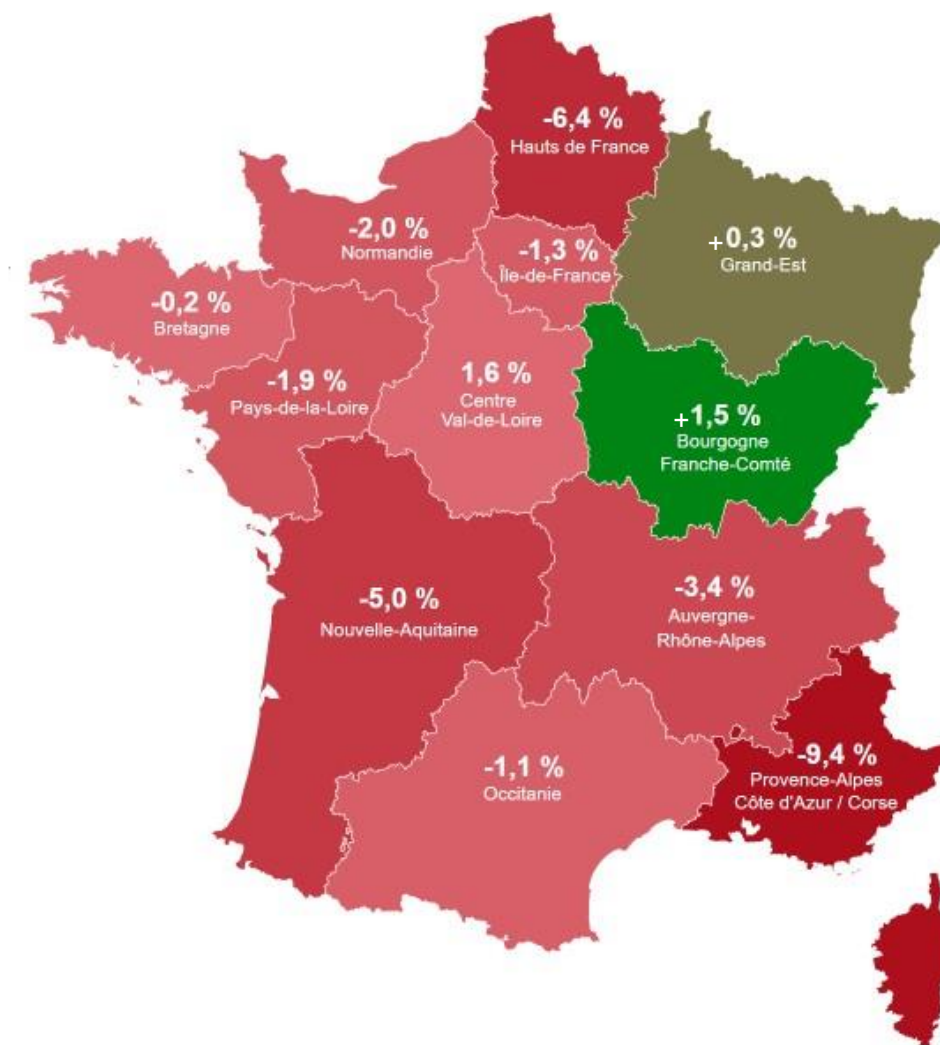 -6,4 %
Hauts de France
+0,3 %
Grand-Est
-2,0 %
Normandie
-1,3 %
Île-de-France
-0,2 %
Bretagne
-1,9 %
Pays-de-la-Loire
1,6 %
Centre
Val-de-Loire
+1,5 %
Bourgogne
Franche-Comté
-5,0 %
Nouvelle-Aquitaine
-3,4 %
Auvergne-
Rhône-Alpes
-1,1 %
Occitanie
-9,4 %
Provence-Alpes
Côte d'Azur / Corse